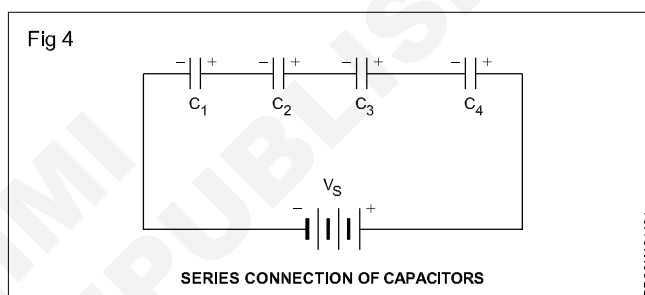 Fig 4
– + – + – + – +
C1 C2 C3 C4
VS
– +
SERIES CONNECTION OF CAPACITORS